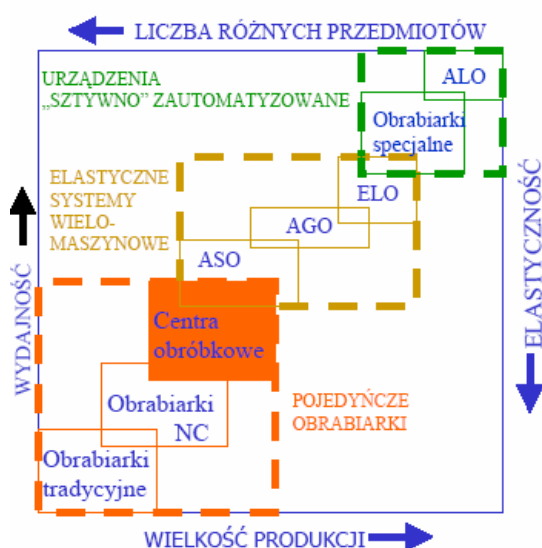 LICZBA RÓŻNYCH PRZEDMIOTÓW
URZĄDZENIA
„SZTYWNO” ZAUTOMATYZOWANE
ALO
Obrabiarki
specjalne
ELASTYCZNE
SYSTEMY
WIELO-
MASZYNOWE
ELO
AGO
ASO
ELASTYCZNOŚĆ
WYDAJNOŚĆ
Centra
obróbkowe
Obrabiarki
NC
POJEDYŃCZE
OBRABIARKI
Obrabiarki
tradycyjne
WIELKOŚĆ PRODUKCJI